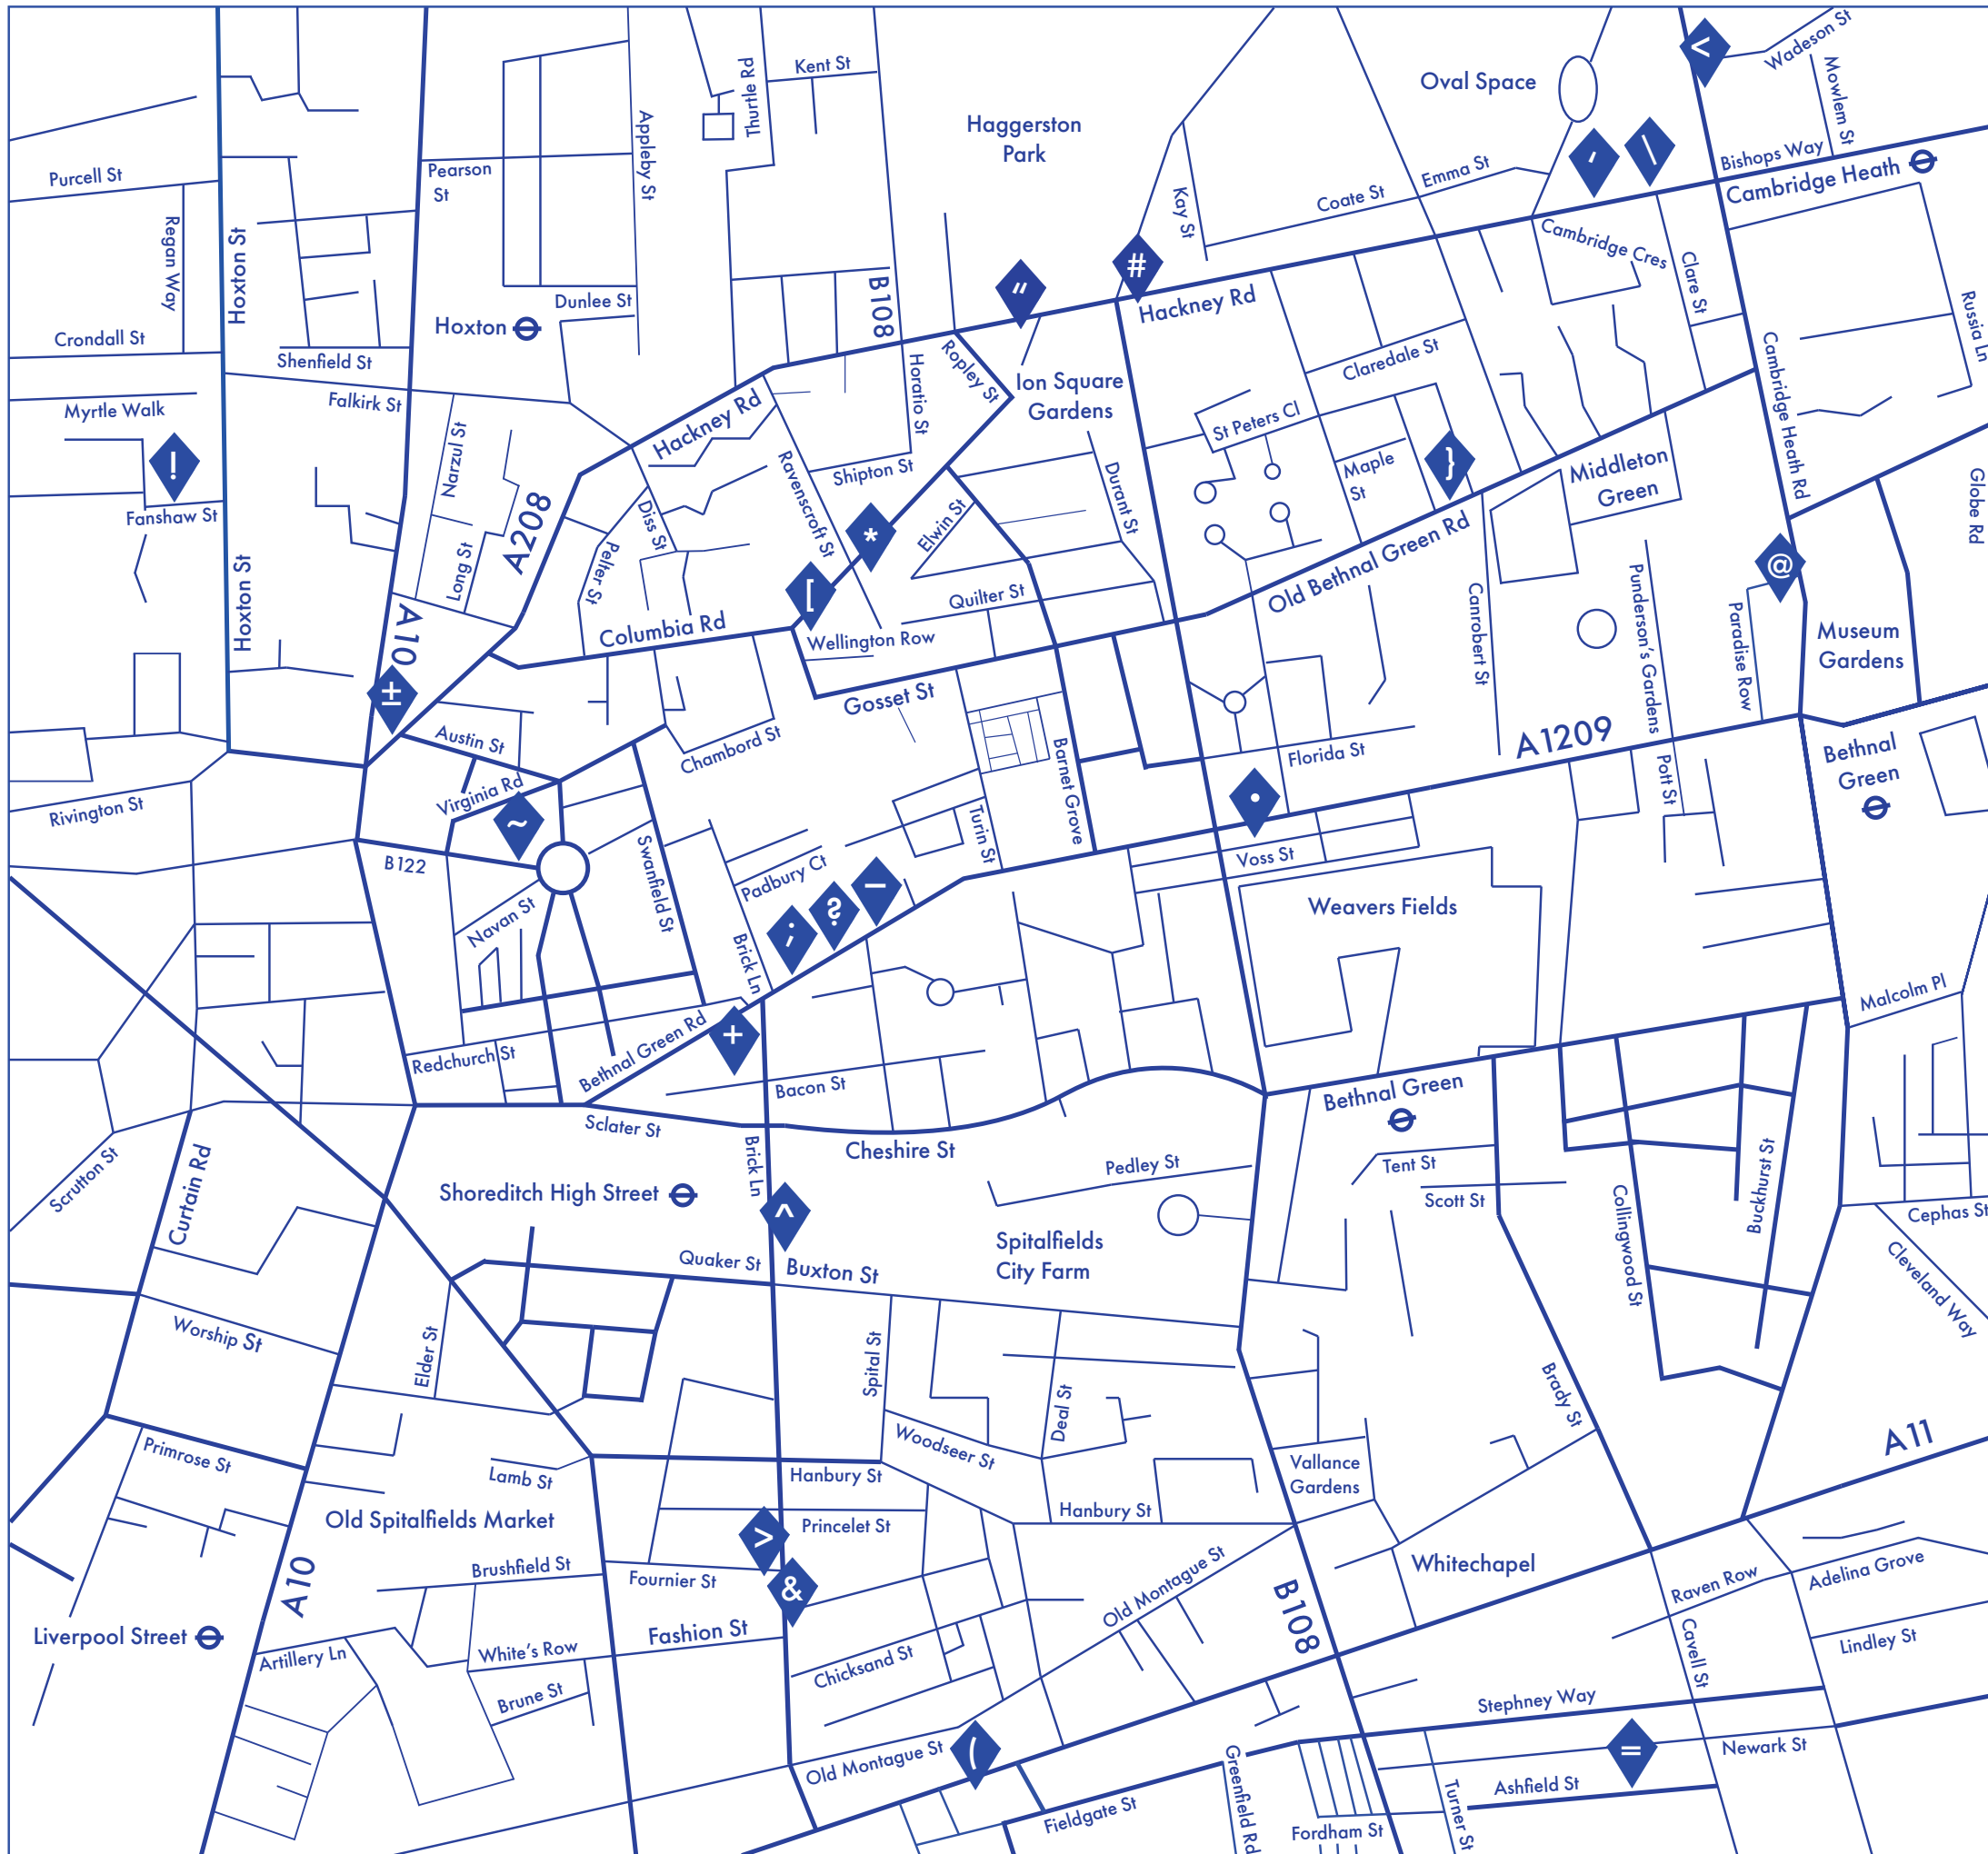 Wadeson St
<
Mowlem St
Kent St
Thurtle Rd
Oval Space
Appleby St
Haggerston
Park
'
\
Bishops Way
Cambridge Heath
Purcell St
Pearson
St
Emma St
Coate St
Kay St
Regan Way
Hoxton St
Cambridge Cres
Clare St
#
"
Hackney Rd
Dunlee St
B108
Hoxton
Russia Ln
Crondall St
Shenfield St
Ropley St
Horatio St
Claredale St
Cambridge Heath Rd
Ion Square
Gardens
Myrtle Walk
Falkirk St
Hackney Rd
St Peters Cl
!
Narzul St
Ravenscroft St
Shipton St
Durant St
Maple
St
}
Middleton
Green
Globe Rd
Fanshaw St
A208
Diss St
*
Elwin St
Old Bethnal Green Rd
@
Long St
Pelter St
[
Quilter St
Canrobert St
Punderson's Gardens
Paradise Row
Hoxton St
A10
Columbia Rd
Wellington Row
Museum
Gardens
±
Gosset St
Austin St
Chambord St
Barnet Grove
Florida St
A1209
Bethnal
Green
Pott St
Virginia Rd
~
•
Rivington St
Turin St
B122
Swanfield St
Padbury Ct
Voss St
Navan St
;
?
–
Weavers Fields
Brick Ln
Malcolm Pl
Redchurch St
Bethnal Green Rd
+
Bacon St
Bethnal Green
Sclater St
Cheshire St
Scrutton St
Curtain Rd
Brick Ln
Pedley St
Tent St
Scott St
Shoreditch High Street
^
Collingwood St
Buckhurst St
Cephas St
Spitalfields
City Farm
Quaker St
Buxton St
Cleveland Way
Worship St
Elder St
Spital St
Deal St
Brady St
Primrose St
Lamb St
Hanbury St
Woodseer St
Vallance
Gardens
A11
Old Spitalfields Market
Princelet St
Hanbury St
>
Whitechapel
A10
Brushfield St
Fournier St
&
Old Montague St
B108
Raven Row
Adelina Grove
Liverpool Street
Artillery Ln
White's Row
Fashion St
Chicksand St
Cavell St
Lindley St
Brune St
Stephney Way
Old Montague St
(
=
Newark St
Greenfield Rd
Turner St
Ashfield St
Fieldgate St
Fordham St